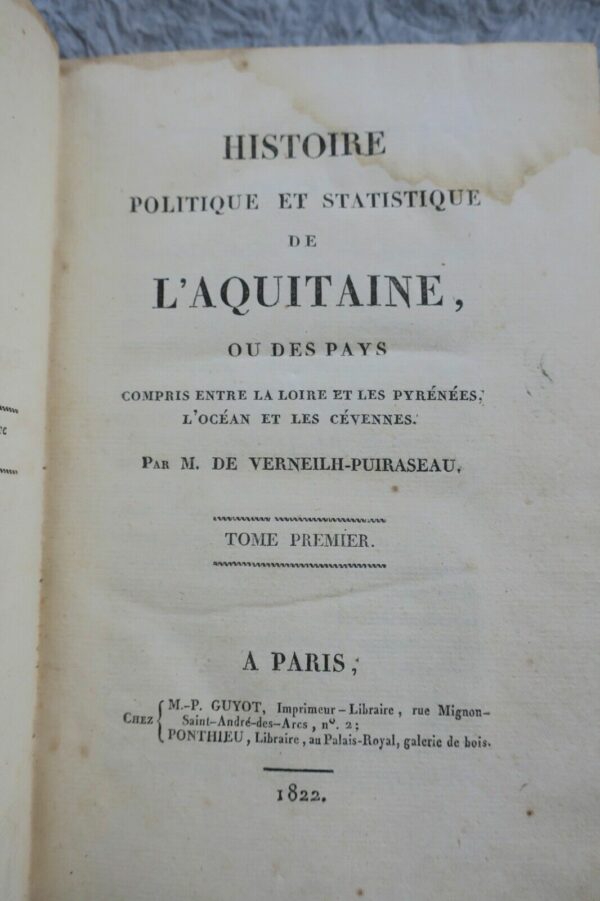 HISTOIRE
POLITIQUE ET STATISTIQUE
DE
L'AQUITAINE,
OU DES PAYS
COMPRIS ENTRE LA LOIRE ET LES PYRÉNÉES,
L'OCÉAN ET LES CÉVENNES.
PAR M. DE VERNEILH-PUIRASEAU,
TOME PREMIER.
A PARIS,
CHEZ
M.-P. GUYOT, Imprimeur-Libraire, rue Mignon-
Saint-André-des-Arcs, nº. 2;
PONTHIEU, Libraire, au Palais-Royal, galerie de bois.
1822.